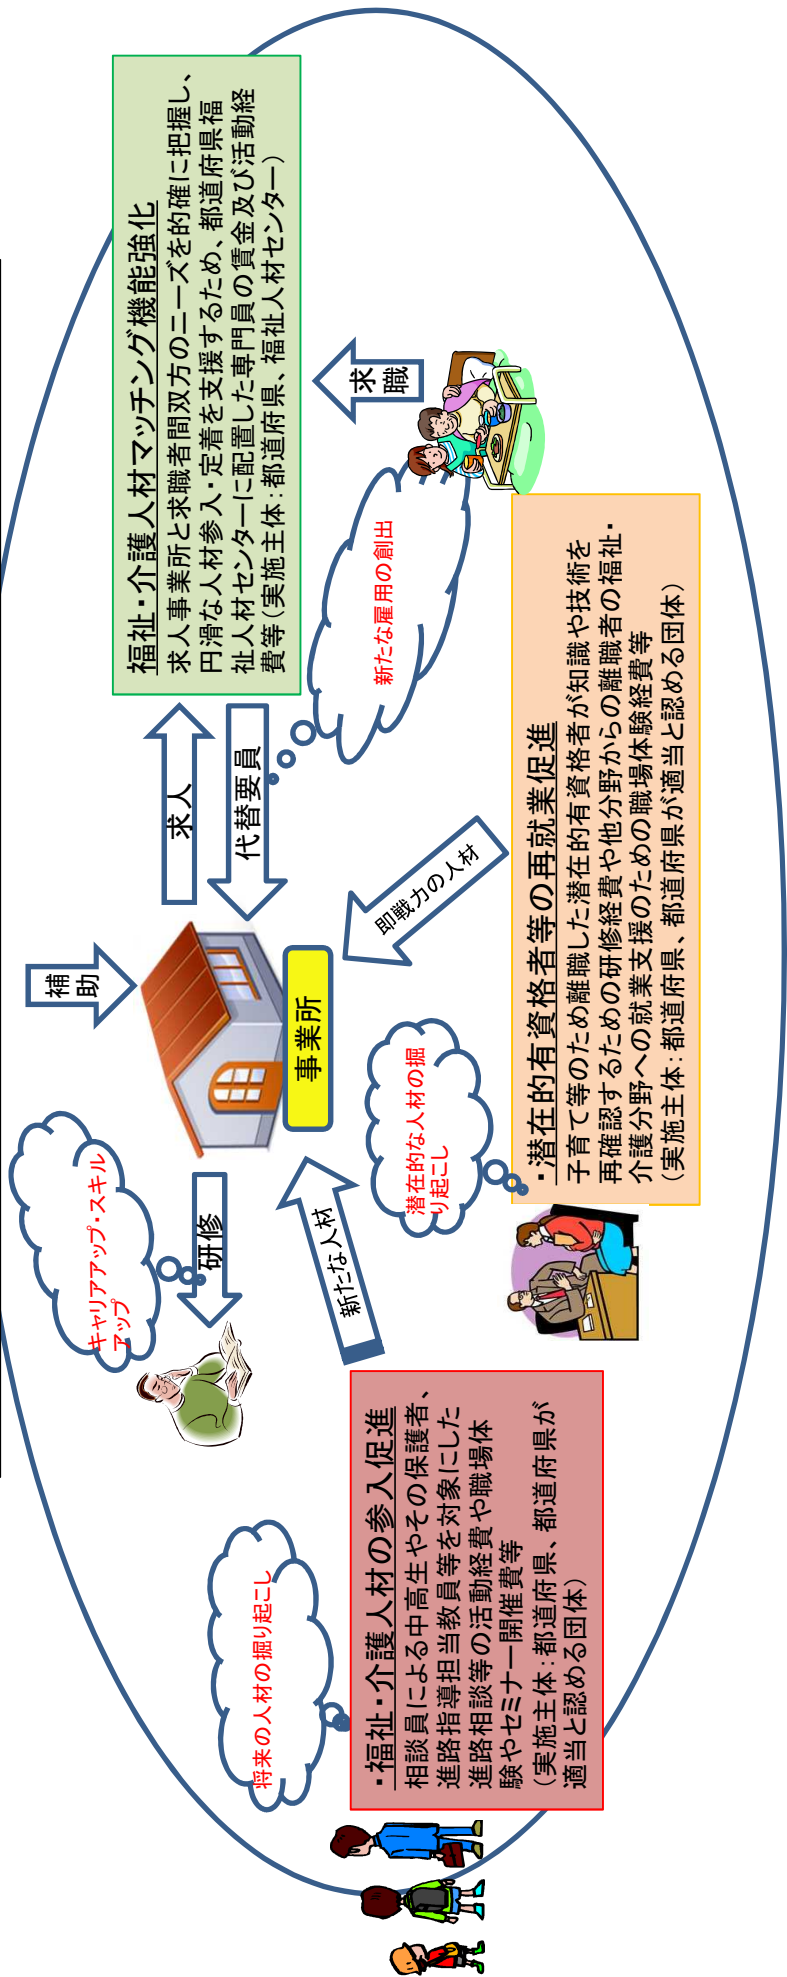 補
助
キャリアアップ・スキル
アップ
研修
求人
代替要員
事業所
福祉・介護人材マッチング機能強化
求人事業所と求職者間双方のニーズを的確に把握し、
円滑な人材参入・定着を支援するため、都道府県福
祉人材センターに配置した専門員の賃金及び活動経
費等（実施主体：都道府県、福祉人材センター）
将来の人材の掘り起こし
新たな人材
即戦力の人材
新たな雇用の創出
求
職
・福祉・介護人材の参入促進
相談員による中高生やその保護者、
進路指導担当教員等を対象にした
進路相談等の活動経費や職場体
験やセミナー開催費等
（実施主体：都道府県、都道府県が
適当と認める団体）
潜在的な人材の掘
り起こし
・潜在的有資格者等の再就業促進
子育て等のため離職した潜在的有資格者が知識や技術を
再確認するための研修経費や他分野からの離職者の福祉・
介護分野への就業支援のための職場体験経費等
（実施主体：都道府県、都道府県が適当と認める団体）